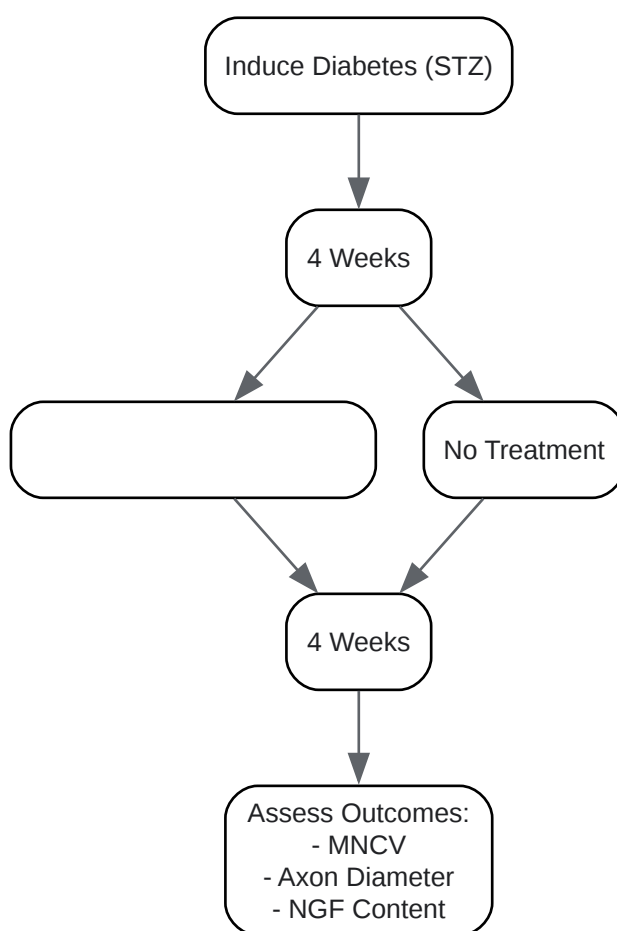 Induce Diabetes (STZ)
4 Weeks
No Treatment
4 Weeks
Assess Outcomes:
- MNCV
- Axon Diameter
- NGF Content